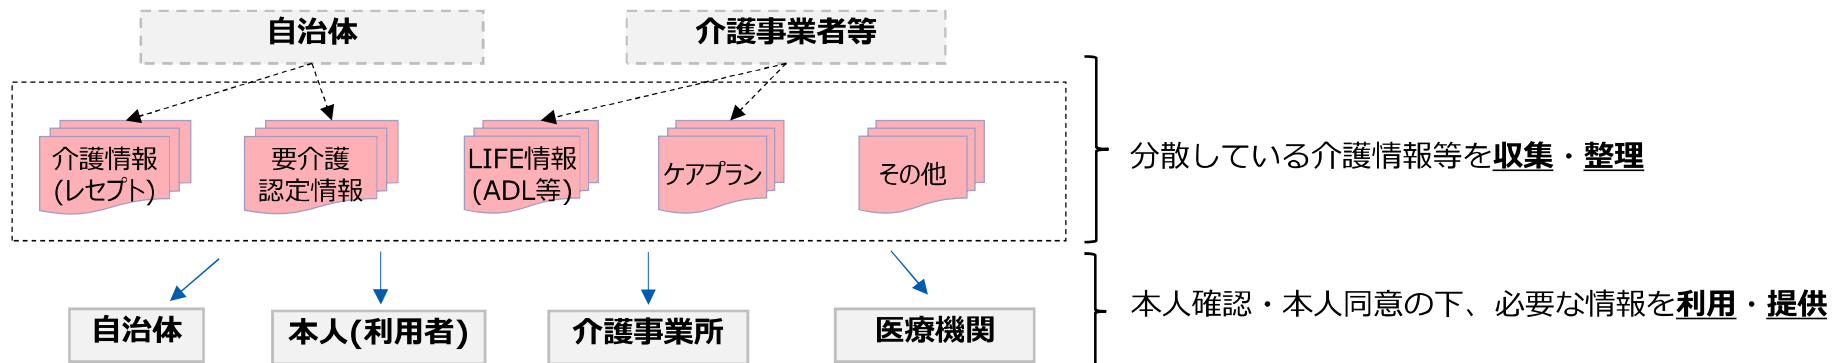 自治体
介護事業者等
介護情報
(レセプト)
要介護
認定情報
LIFE情報
(ADL等)
ケアプラン
その他
分散している介護情報等を収集・整理
自治体
本人(利用者)
介護事業所
医療機関
本人確認・本人同意の下、必要な情報を利用・提供